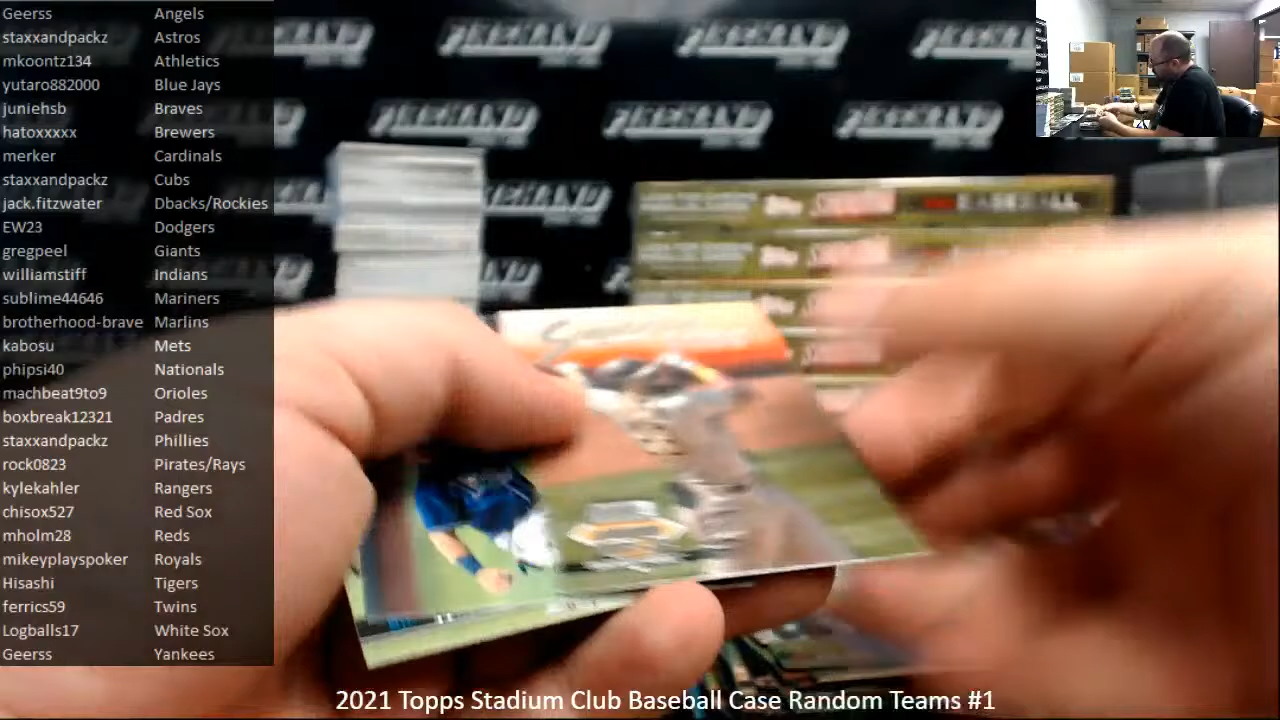 Geerss Angels
staxxandpackz Astros
mkoontz134 Athletics
yutaro882000 Blue Jays
juniehsb Braves
hatoxxxxx Brewers
merker Cardinals
staxxandpackz Cubs
jack.fitzwater Dbacks/Rockies
EW23 Dodgers
gregpeel Giants
williamstiff Indians
sublime44646 Mariners
brotherhood-brave Marlins
kabosu Mets
phipsi40 Nationals
machbeat9to9 Orioles
boxbreak12321 Padres
staxxandpackz Phillies
rock0823 Pirates/Rays
kylekahler Rangers
chisox527 Red Sox
mholm28 Reds
mikeyplayspoker Royals
Hisashi Tigers
ferrics59 Twins
Logballs17 White Sox
Geerss Yankees
BASEBALL
2021 Topps Stadium Club Baseball Case Random Teams #1